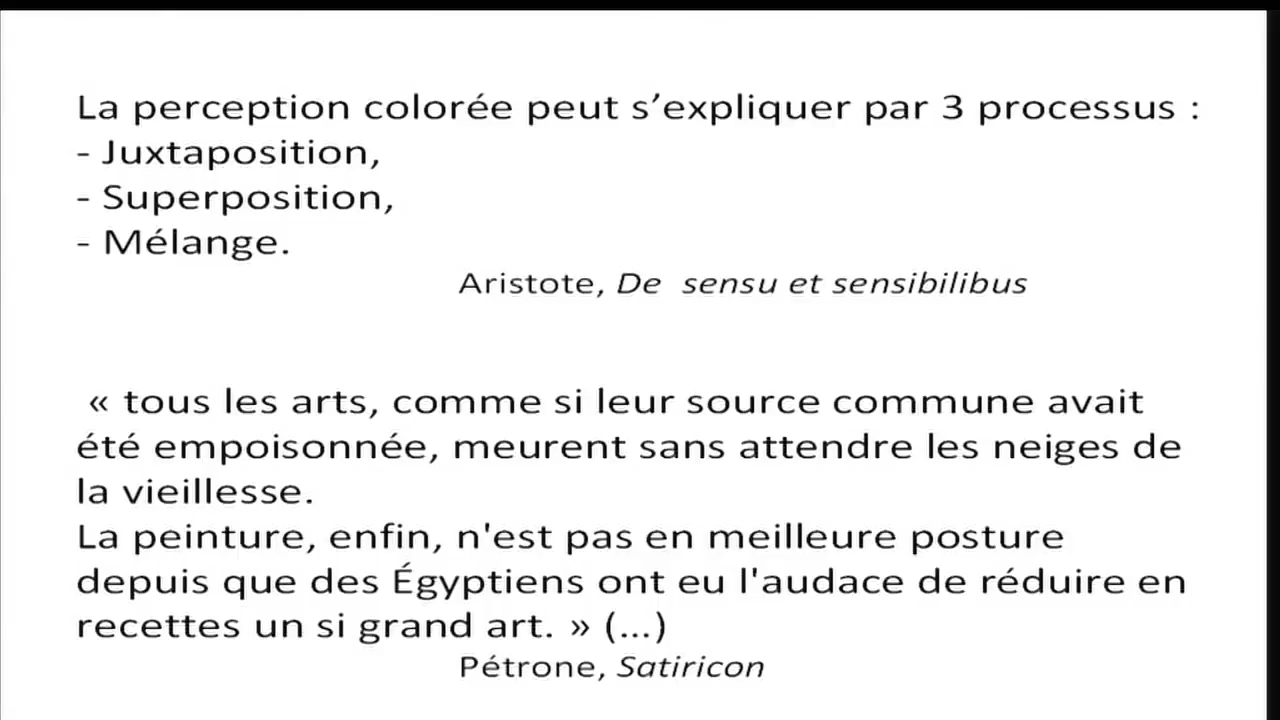 La perception colorée peut s’expliquer par 3 processus :
- Juxtaposition,
- Superposition,
- Mélange.
Aristote, De sensu et sensibilibus
« tous les arts, comme si leur source commune avait
été empoisonnée, meurent sans attendre les neiges de
la vieillesse.
La peinture, enfin, n'est pas en meilleure posture
depuis que des Égyptiens ont eu l'audace de réduire en
recettes un si grand art. » (...)
Pétrone, Satiricon